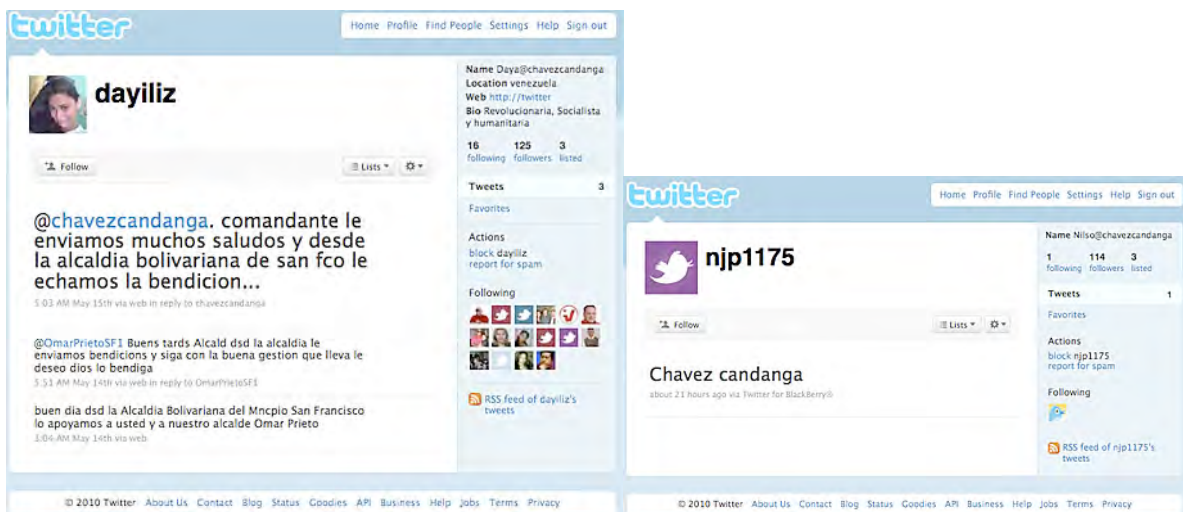 twitter
Home Profile Find People Settings Help Sign out
dayiliz
Follow
Lists
@chavezcandanga. comandante le
enviamos muchos saludos y desde
la alcaldia bolivariana de san fco le
echamos la bendicion...
5:03 AM May 15th via web in reply to chavezcandanga
@OmarPrietoSF1 Buens tards Alcald dsd la alcaldia le
enviamos bendicions y siga con la buena gestion que lleva le
deseo dios lo bendiga
5:51 AM May 14th via web in reply to OmarPrietoSF1
buen dia dsd la Alcaldia Bolivariana del Mncpio San Francisco
lo apoyamos a usted y a nuestro alcalde Omar Prieto
1:04 AM May 14th via web
Name Daya@chavezcandanga
Location venezuela
Web http://twitter
Bio Revolucionaria, Socialista
y humanitaria
16 125 3
following followers listed
Tweets 3
Favorites
Actions
block dayiliz
report for spam
Following
RSS feed of dayiliz's
tweets
© 2010 Twitter About Us Contact Blog Status Goodies API Business Help Jobs Terms Privacy
twitter
Home Profile Find People Settings Help Sign out
njp1175
Follow
Lists
Chavez candanga
about 21 hours ago via Twitter for BlackBerry®
Name Nilso@chavezcandanga
1 114 3
following followers listed
Tweets 1
Favorites
Actions
block njp1175
report for spam
Following
RSS feed of njp1175's
tweets
© 2010 Twitter About Us Contact Blog Status Goodies API Business Help Jobs Terms Privacy